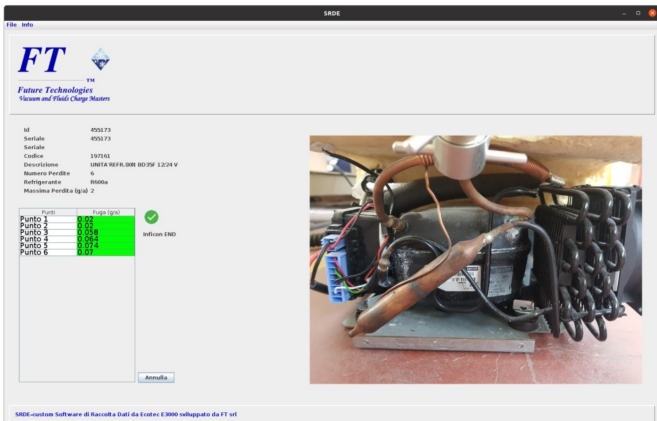 SRDE
File Info
FT
TM
Future Technologies
Vacuum and Fluids Charge Masters
Id 455173
Seriale 455173
Seriale
Codice 197161
Descrizione UNITA'REFR.IXR BD35F 12/24 V
Numero Perdite 6
Refrigerante R600a
Massima Perdita (g/a) 2
Punti Fuga (g/a)
Punto 1 0.02
Punto 2 0.02
Punto 3 0.058
Punto 4 0.064
Punto 5 0.074
Punto 6 0.07
Inficon END
Annulla
SRDE-custom Software di Raccolta Dati da Ecotec E3000 sviluppato da FT srl